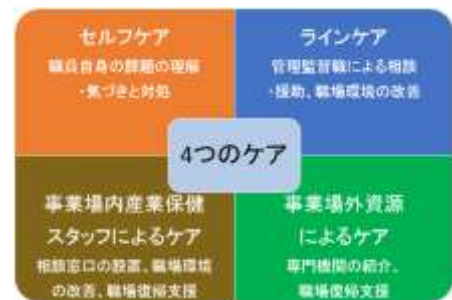 セルフケア
職員自身の課題の理解
・気づきと対処
ラインケア
管理監督職による相談
・援助、職場環境の改善
4つのケア
事業場内産業保健
スタッフによるケア
相談窓口の設置、職場環境
の改善、職場復帰支援
事業場外資源
によるケア
専門機関の紹介、
職場復帰支援